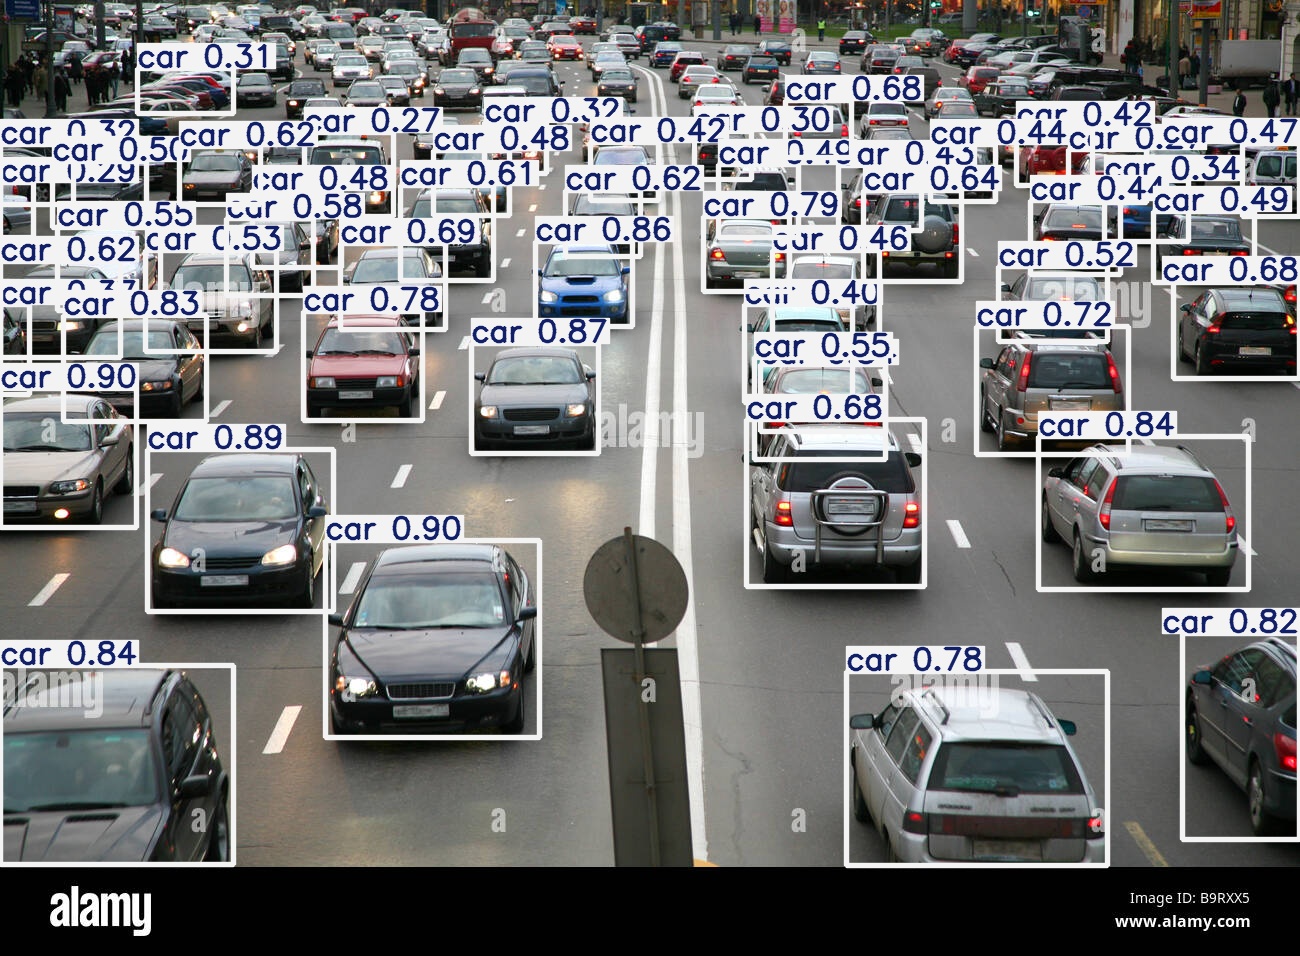 car 0.31
car 0.68
car 0.32
car 0.27
car 0.42
car 0.30
car 0.42
car 0.44
car 0.47
car 0.32
car 0.62
car 0.48
car 0.50
car 0.49
car 0.43
car 0.29
car 0.48
car 0.61
car 0.62
car 0.64
car 0.34
car 0.44
car 0.49
car 0.55
car 0.58
car 0.79
car 0.62
car 0.53
car 0.69
car 0.86
car 0.46
car 0.52
car 0.68
car 0.37
car 0.83
car 0.78
car 0.40
car 0.72
car 0.87
car 0.55
car 0.90
car 0.68
car 0.84
car 0.89
alamy
car 0.90
car 0.82
car 0.84
car 0.78
alamy
Image ID: B9RXX5
www.alamy.com